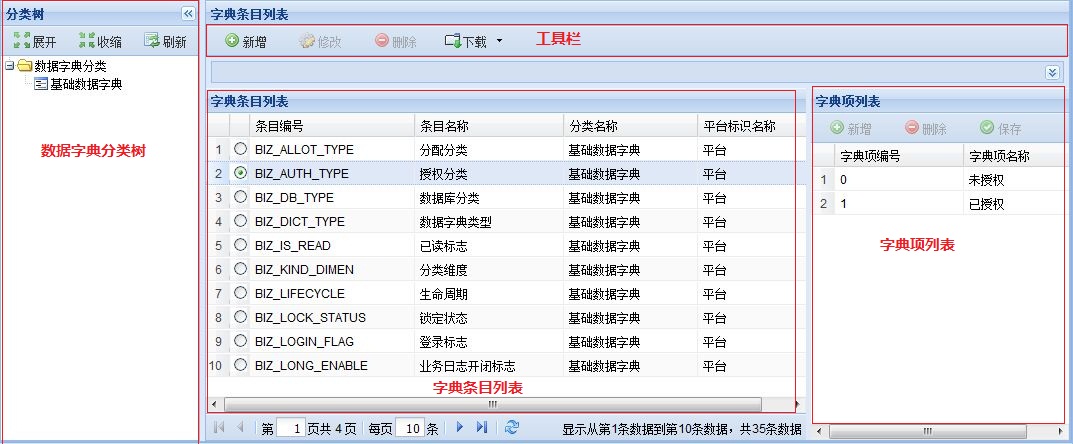 分类树
展开 收缩 刷新
数据字典分类
基础数据字典
数据字典分类树
字典条目列表
新增 修改 删除 下载 工具栏
字典条目列表
条目编号 条目名称 分类名称 平台标识名称
1 BIZ_ALLOT_TYPE 分配分类 基础数据字典 平台
2 BIZ_AUTH_TYPE 授权分类 基础数据字典 平台
3 BIZ_DB_TYPE 数据库分类 基础数据字典 平台
4 BIZ_DICT_TYPE 数据字典类型 基础数据字典 平台
5 BIZ_IS_READ 已读标志 基础数据字典 平台
6 BIZ_KIND_DIMEN 分类维度 基础数据字典 平台
7 BIZ_LIFECYCLE 生命周期 基础数据字典 平台
8 BIZ_LOCK_STATUS 锁定状态 基础数据字典 平台
9 BIZ_LOGIN_FLAG 登录标志 基础数据字典 平台
10 BIZ_LONG_ENABLE 业务日志开闭标志 基础数据字典 平台
字典条目列表
第 1 页共 4 页 每页 10 条 显示从第1条数据到第10条数据，共35条数据
字典项列表
新增 删除 保存
字典项编号 字典项名称
1 0 未授权
2 1 已授权
字典项列表